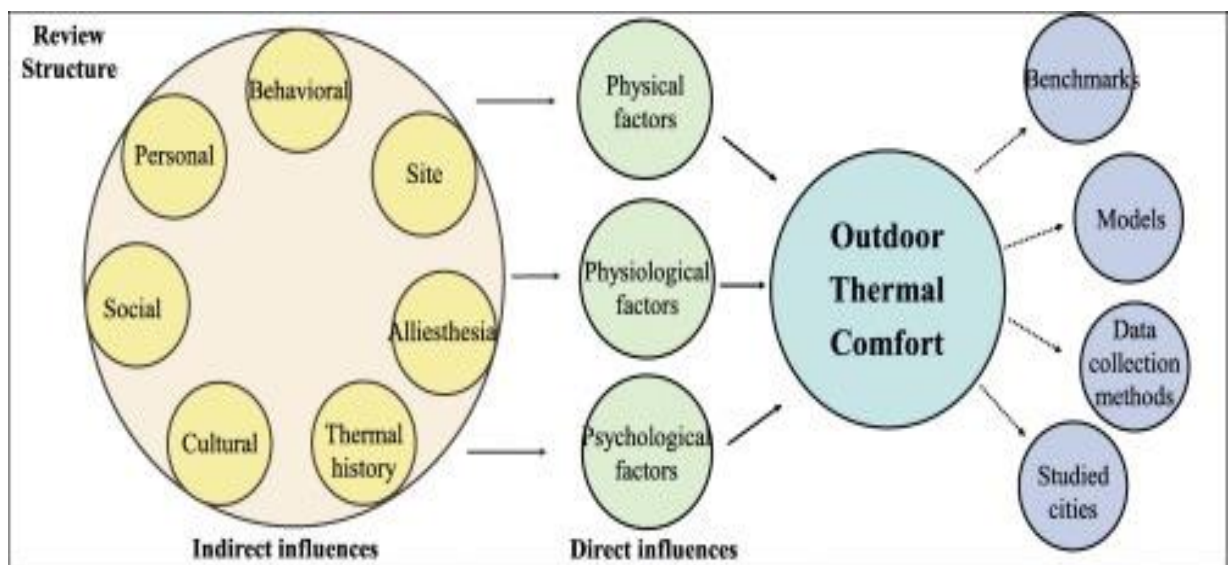 Review
Structure
Behavioral
Personal
Site
Social
Alliesthesia
Cultural
Thermal
history
Indirect influences
Physical
factors
Physiological
factors
Psychological
factors
Direct influences
Outdoor
Thermal
Comfort
Benchmarks
Models
Data
collection
methods
Studied
cities